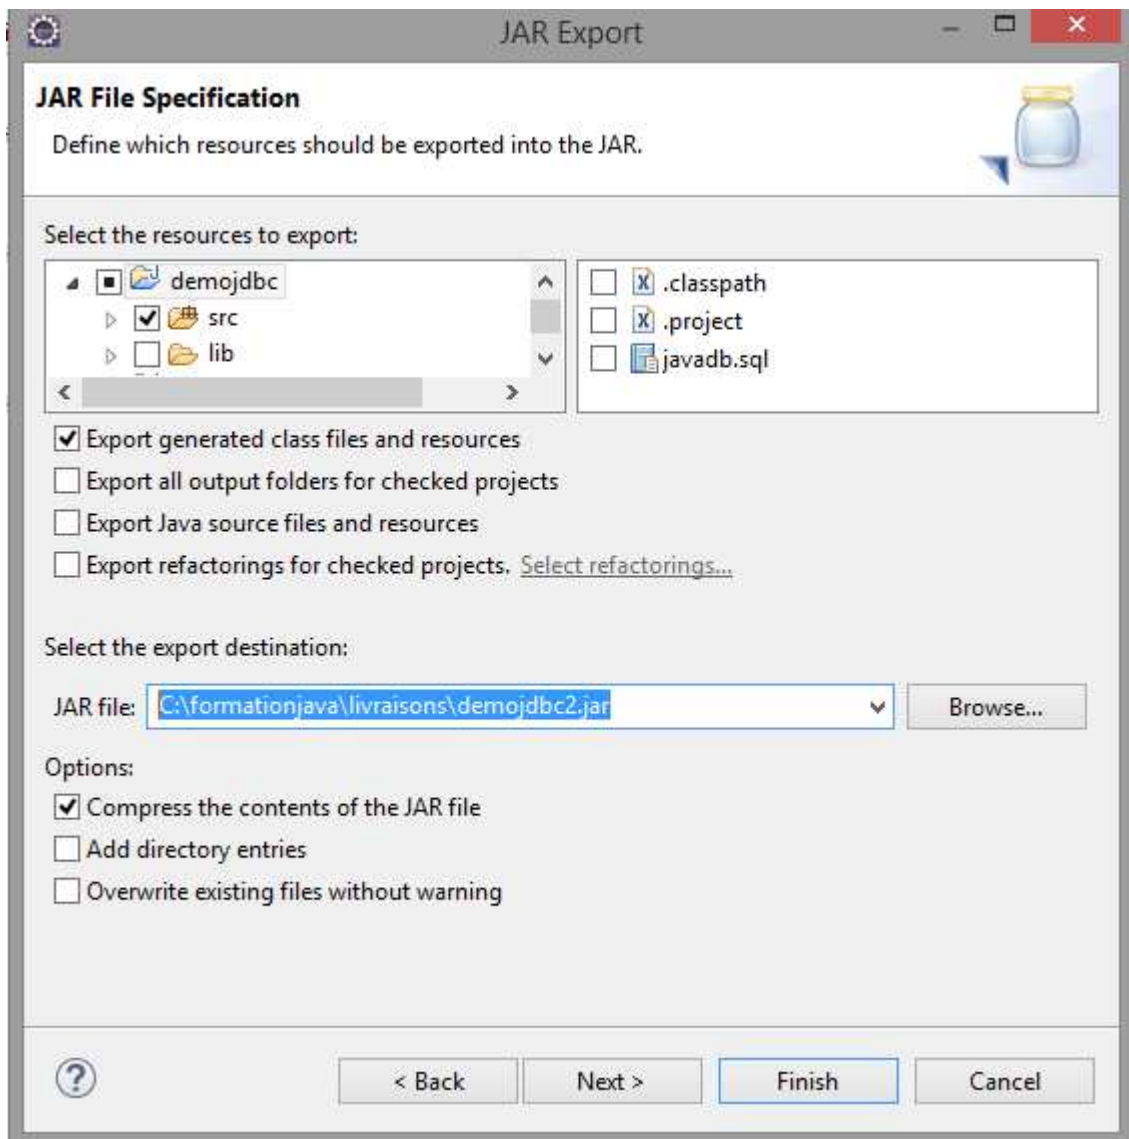 JAR Export
JAR File Specification
Define which resources should be exported into the JAR.
Select the resources to export:
demojdbc
src
lib
.classpath
.project
javadb.sql
Export generated class files and resources
Export all output folders for checked projects
Export Java source files and resources
Export refactorings for checked projects. Select refactorings...
Select the export destination:
JAR file: C:\formationjava\livraisons\demojdbc2.jar Browse...
Options:
Compress the contents of the JAR file
Add directory entries
Overwrite existing files without warning
< Back Next > Finish Cancel